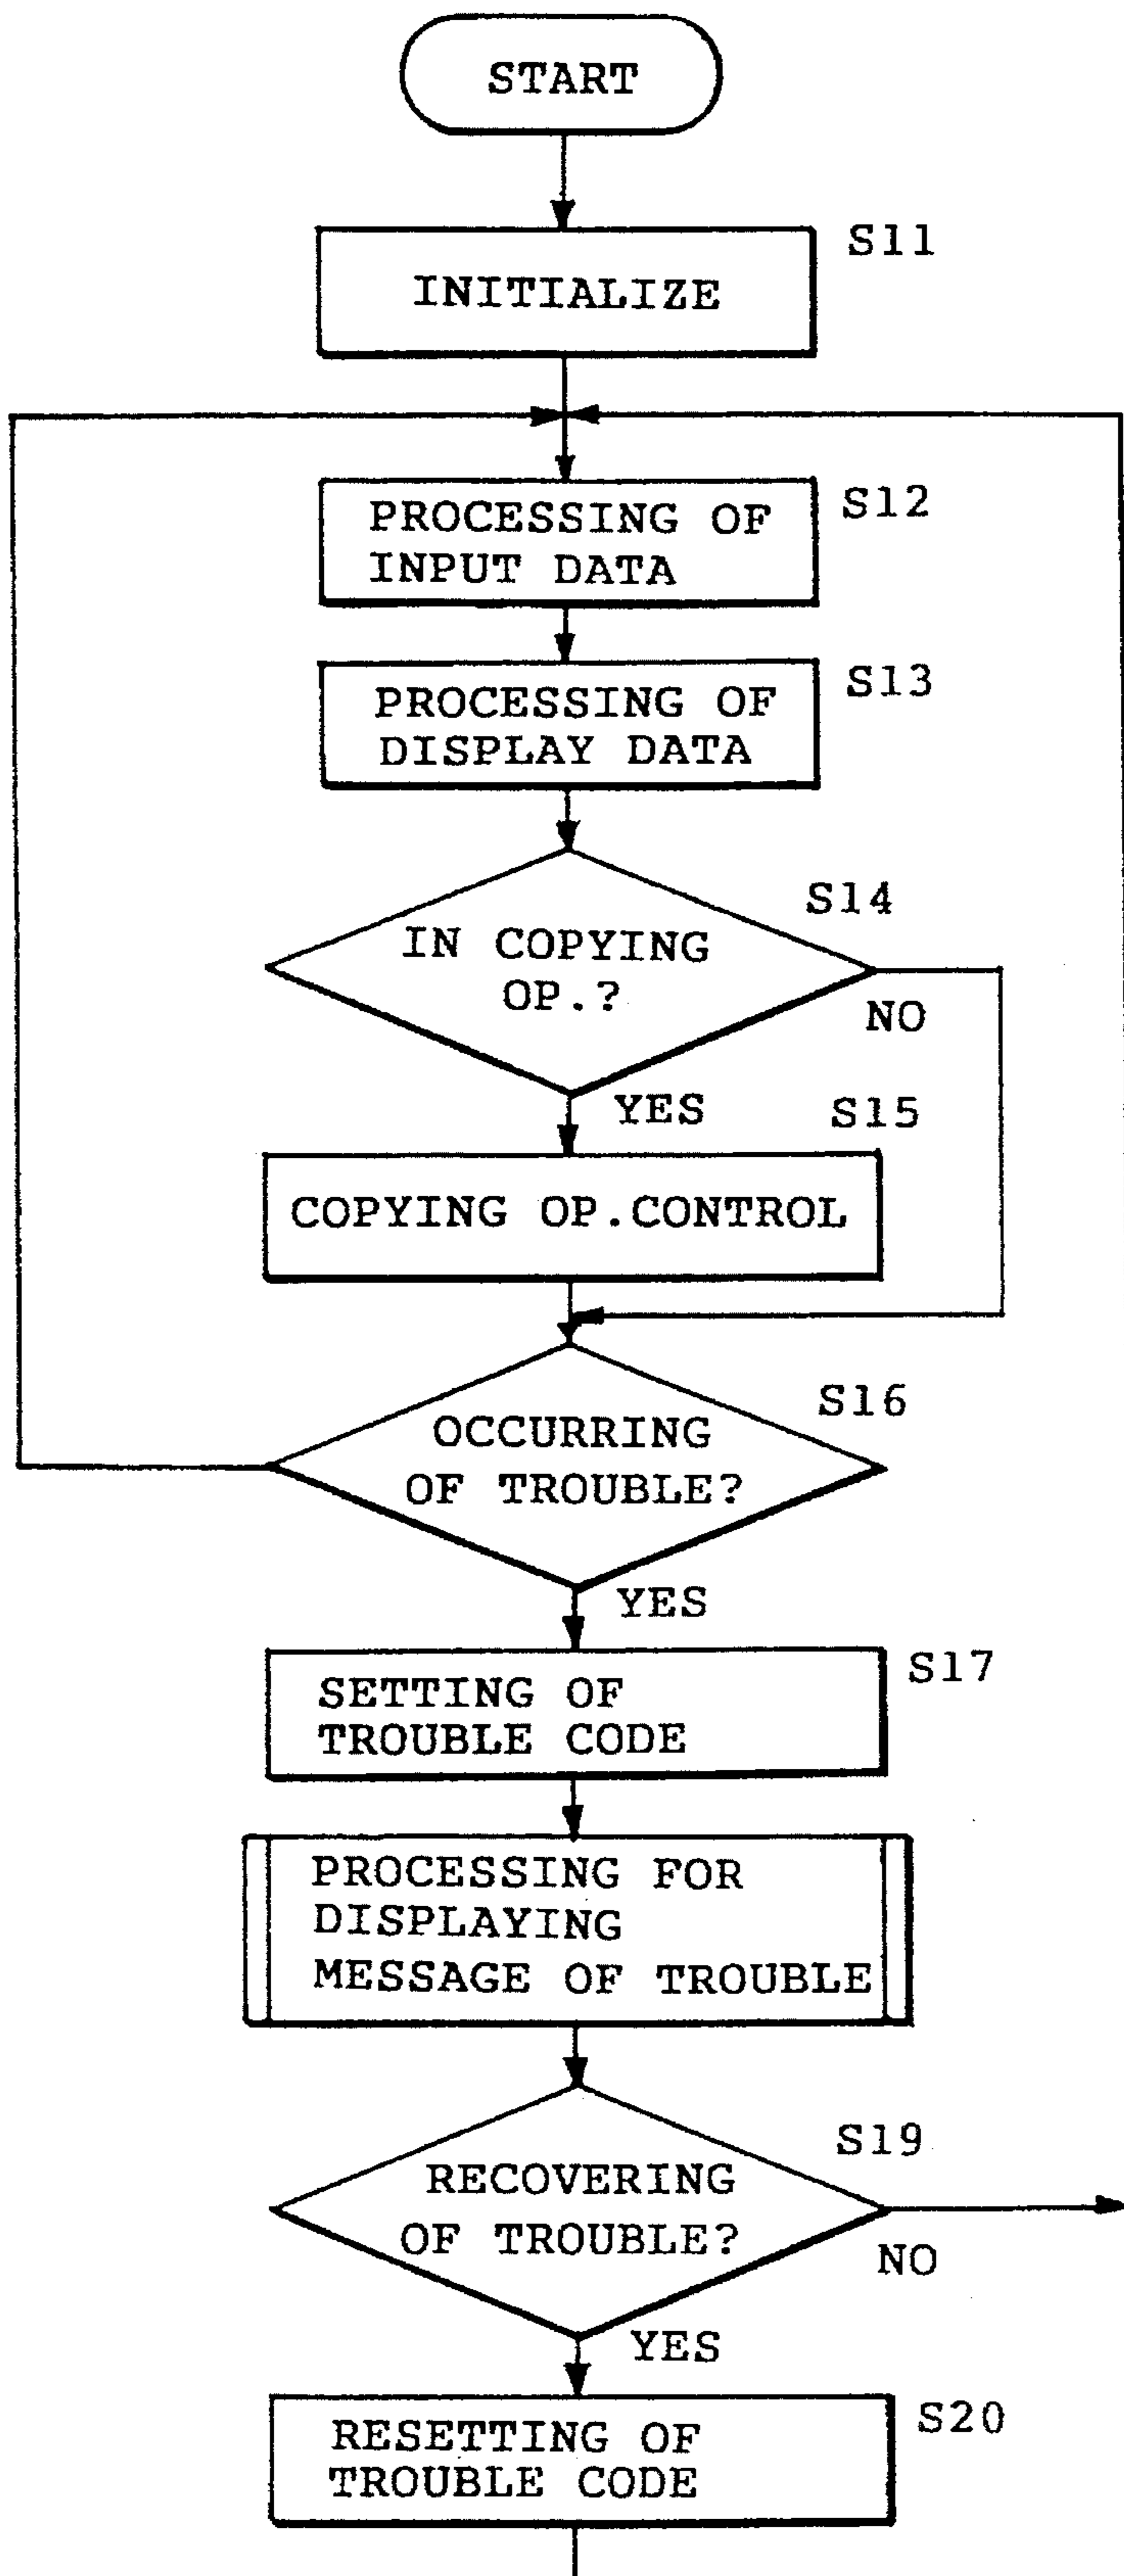 START
S11
INITIALIZE
S12
PROCESSING OF
INPUT DATA
S13
PROCESSING OF
DISPLAY DATA
S14
IN COPYING
OP.?
NO
YES
S15
COPYING OP.CONTROL
S16
OCCURRING
OF TROUBLE?
YES
S17
SETTING OF
TROUBLE CODE
PROCESSING FOR
DISPLAYING
MESSAGE OF TROUBLE
S19
RECOVERING
OF TROUBLE?
NO
YES
S20
RESETTING OF
TROUBLE CODE